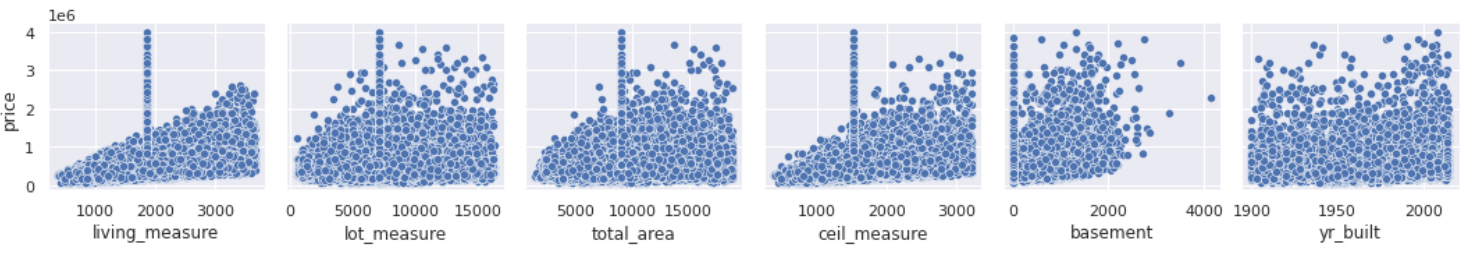 1e6
4
3
2
1
0
price
1000 2000 3000
living_measure
0 5000 10000 15000
lot_measure
5000 10000 15000
total_area
1000 2000 3000
ceil_measure
0 2000 4000
basement
1900 1950 2000
yr_built